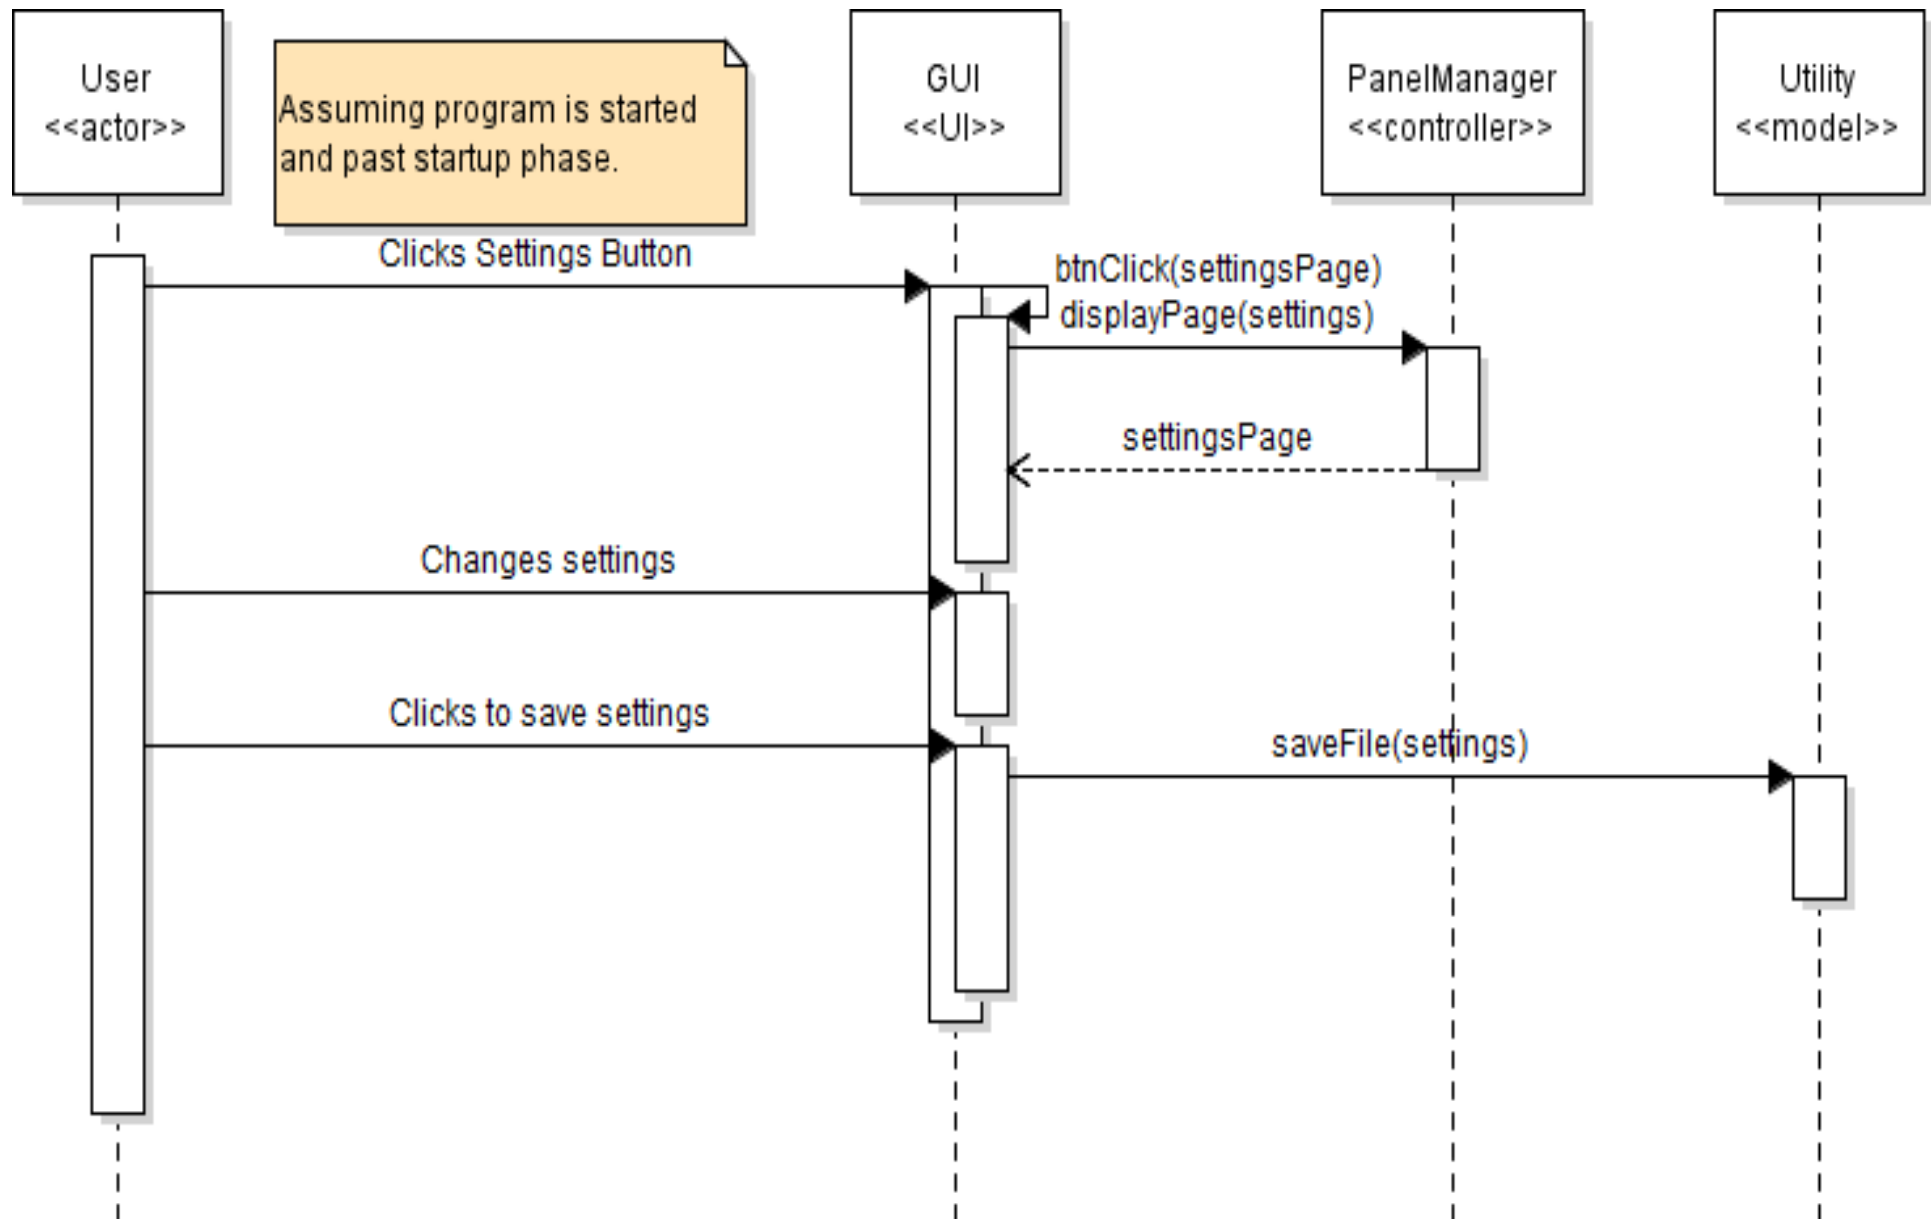 User
<<actor>>
Assuming program is started
and past startup phase.
GUI
<<UI>>
PanelManager
<<controller>>
Utility
<<model>>
Clicks Settings Button
btnClick(settingsPage)
displayPage(settings)
settingsPage
Changes settings
Clicks to save settings
saveFile(settings)